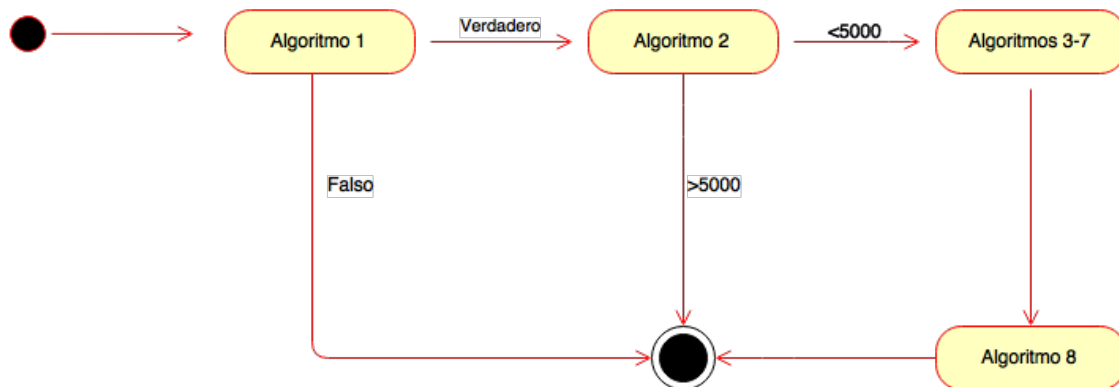 Algoritmo 1
Verdadero
Algoritmo 2
<5000
Algoritmos 3-7
Falso
>5000
Algoritmo 8